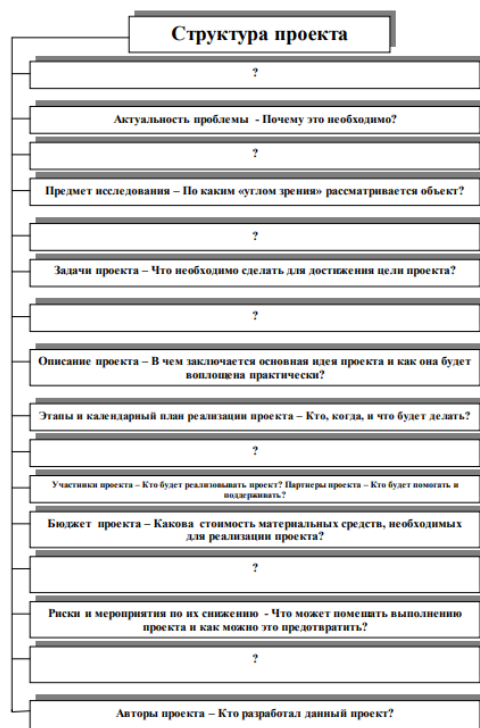 Структура проекта
?
Актуальность проблемы - Почему это необходимо?
?
Предмет исследования – По каким «углом зрения» рассматривается объект?
?
Задачи проекта – Что необходимо сделать для достижения цели проекта?
?
Описание проекта – В чем заключается основная идея проекта и как она будет
воплощена практически?
Этапы и календарный план реализации проекта – Кто, когда, и что будет делать?
?
Участники проекта – Кто будет реализовывать проект? Партнеры проекта – Кто будет помогать и
поддерживать?
Бюджет проекта – Какова стоимость материальных средств, необходимых
для реализации проекта?
?
Риски и мероприятия по их снижению - Что может помешать выполнению
проекта и как можно это предотвратить?
?
Авторы проекта – Кто разработал данный проект?